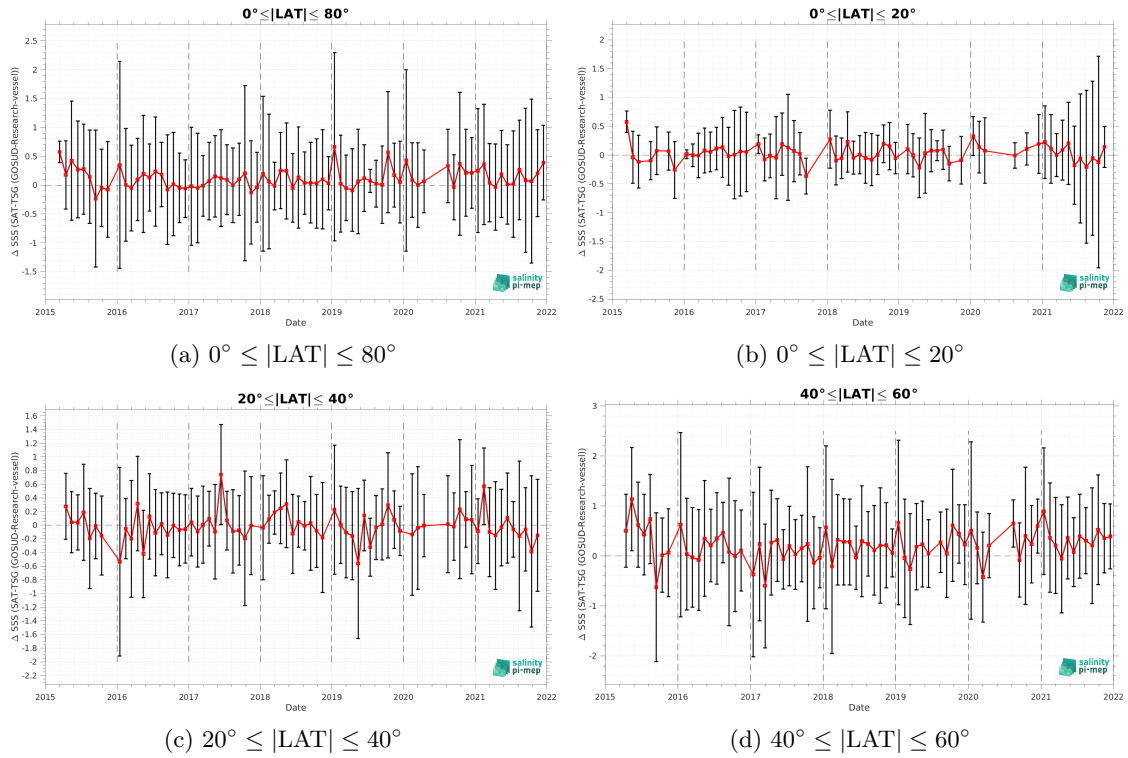 0°≤|LAT|≤ 80°
Δ SSS (SAT-TSG (GOSUD-Research-vessel))
2.5
2
1.5
1
0.5
0
-0.5
-1
-1.5
2015 2016 2017 2018 2019 2020 2021 2022
Date
salinity
pi-mep
(a) 0° ≤ |LAT| ≤ 80°
0°≤|LAT|≤ 20°
Δ SSS (SAT-TSG (GOSUD-Research-vessel))
2
1.5
1
0.5
0
-0.5
-1
-1.5
-2
-2.5
2015 2016 2017 2018 2019 2020 2021 2022
Date
salinity
pi-mep
(b) 0° ≤ |LAT| ≤ 20°
20°≤|LAT|≤ 40°
Δ SSS (SAT-TSG (GOSUD-Research-vessel))
1.6
1.4
1.2
1
0.8
0.6
0.4
0.2
0
-0.2
-0.4
-0.6
-0.8
-1
-1.2
-1.4
-1.6
-1.8
-2
-2.2
2015 2016 2017 2018 2019 2020 2021 2022
Date
salinity
pi-mep
(c) 20° ≤ |LAT| ≤ 40°
40°≤|LAT|≤ 60°
Δ SSS (SAT-TSG (GOSUD-Research-vessel))
3
2
1
0
-1
-2
2015 2016 2017 2018 2019 2020 2021 2022
Date
salinity
pi-mep
(d) 40° ≤ |LAT| ≤ 60°